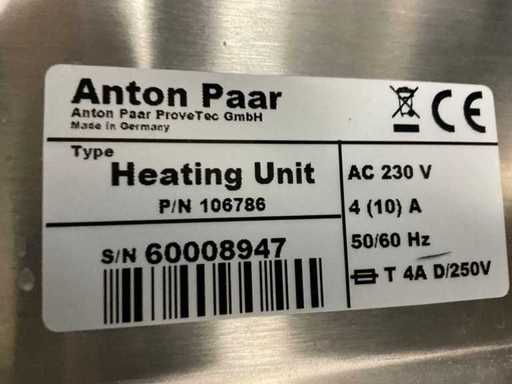 Anton Paar
Anton Paar ProveTec GmbH
Made in Germany
CE
Type
Heating Unit
P/N 106786
S/N 60008947
AC 230 V
4 (10) A
50/60 Hz
T 4A D/250V